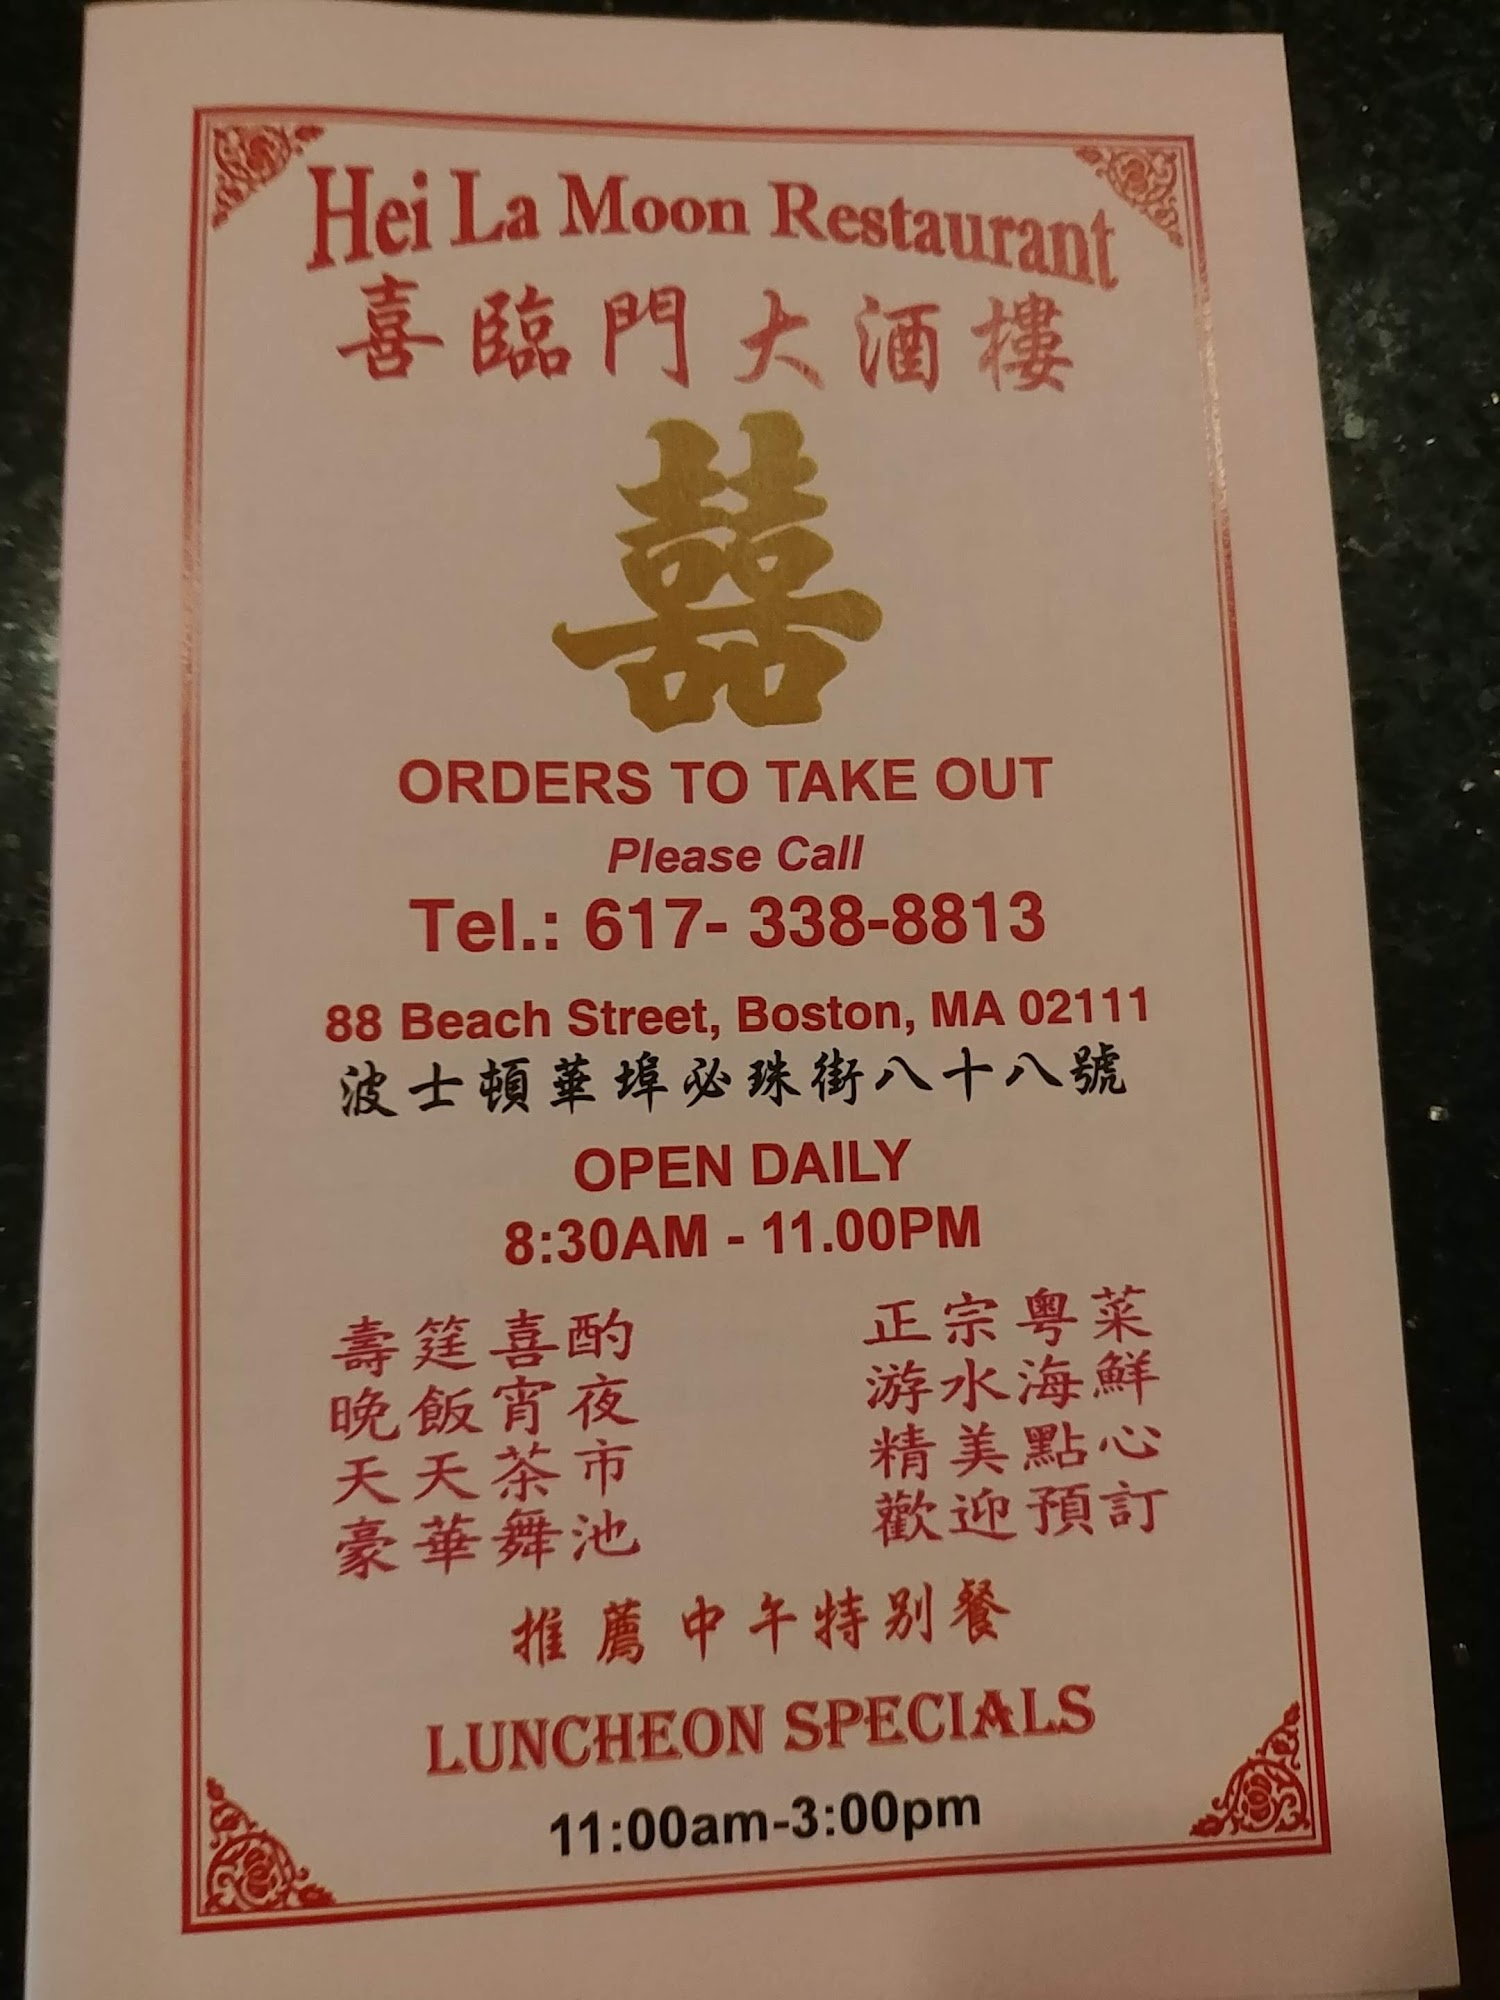 Hei La Moon Restaurant
喜臨門大酒樓
囍
ORDERS TO TAKE OUT
Please Call
Tel.: 617- 338-8813
88 Beach Street, Boston, MA 02111
波士頓華埠必珠街八十八號
OPEN DAILY
8:30AM - 11.00PM
壽筵喜酌 正宗粵菜
晚飯宵夜 游水海鮮
天天茶市 精美點心
豪華舞池 歡迎預訂
推薦中午特別餐
LUNCHEON SPECIALS
11:00am-3:00pm